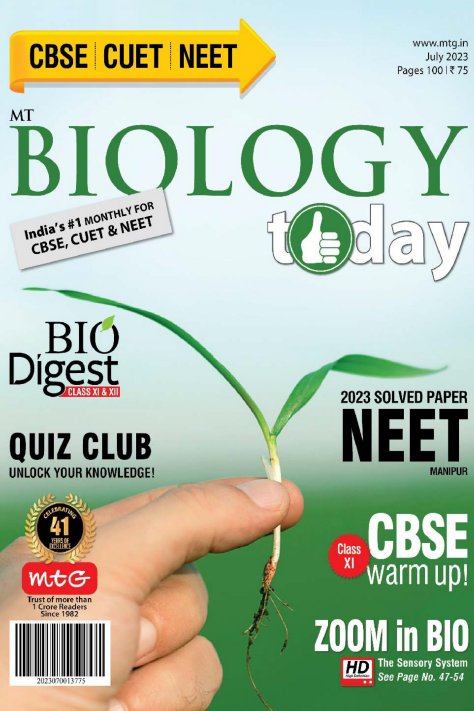 CBSE CUET NEET
www.mtg.in
July 2023
Pages 100 | ₹ 75
MT
BIOLOGY
today
India's #1 MONTHLY FOR
CBSE, CUET & NEET
BIO
Digest
CLASS XI & XII
2023 SOLVED PAPER
NEET
MANIPUR
QUIZ CLUB
UNLOCK YOUR KNOWLEDGE!
CELEBRATING
41
YEARS OF
EXCELLENCE
mtG
Trust of more than
1 Crore Readers
Since 1982
2023070013775
Class
XI
CBSE
warm up!
ZOOM in BIO
HD
High Definition
The Sensory System
See Page No. 47-54